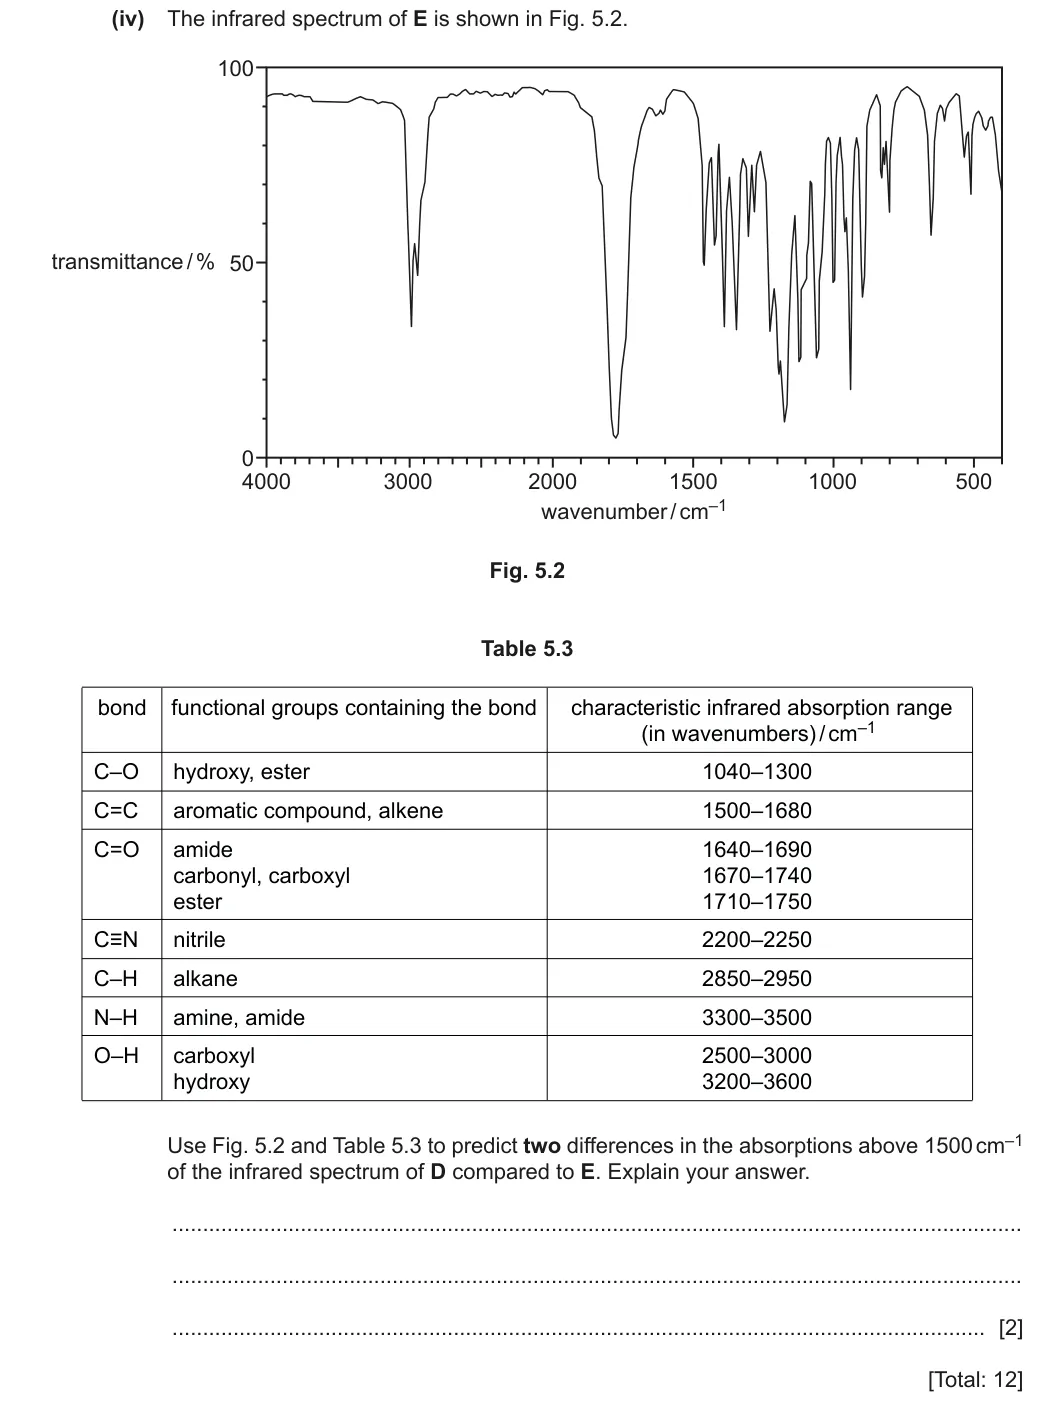 (iv) The infrared spectrum of E is shown in Fig. 5.2.
100
transmittance / % 50
0
4000 3000 2000 1500 1000 500
wavenumber / cm⁻¹
Fig. 5.2
Table 5.3
bond functional groups containing the bond characteristic infrared absorption range
(in wavenumbers) / cm⁻¹
C–O hydroxy, ester 1040–1300
C=C aromatic compound, alkene 1500–1680
C=O amide 1640–1690
carbonyl, carboxyl 1670–1740
ester 1710–1750
C≡N nitrile 2200–2250
C–H alkane 2850–2950
N–H amine, amide 3300–3500
O–H carboxyl 2500–3000
hydroxy 3200–3600
Use Fig. 5.2 and Table 5.3 to predict two differences in the absorptions above 1500 cm⁻¹
of the infrared spectrum of D compared to E. Explain your answer.
[2]
[Total: 12]